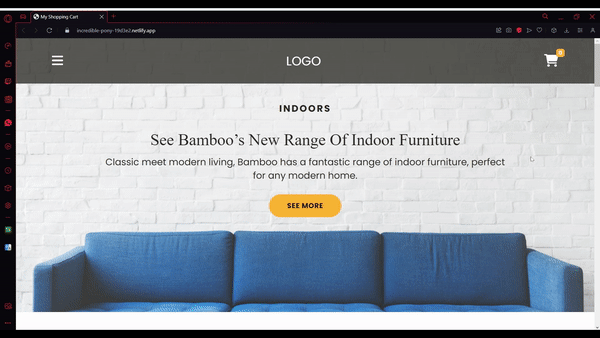 My Shopping Cart
incredible-pony-19d3e2.netlify.app
LOGO
0
INDOORS
See Bamboo’s New Range Of Indoor Furniture
Classic meet modern living, Bamboo has a fantastic range of indoor furniture, perfect
for any modern home.
SEE MORE